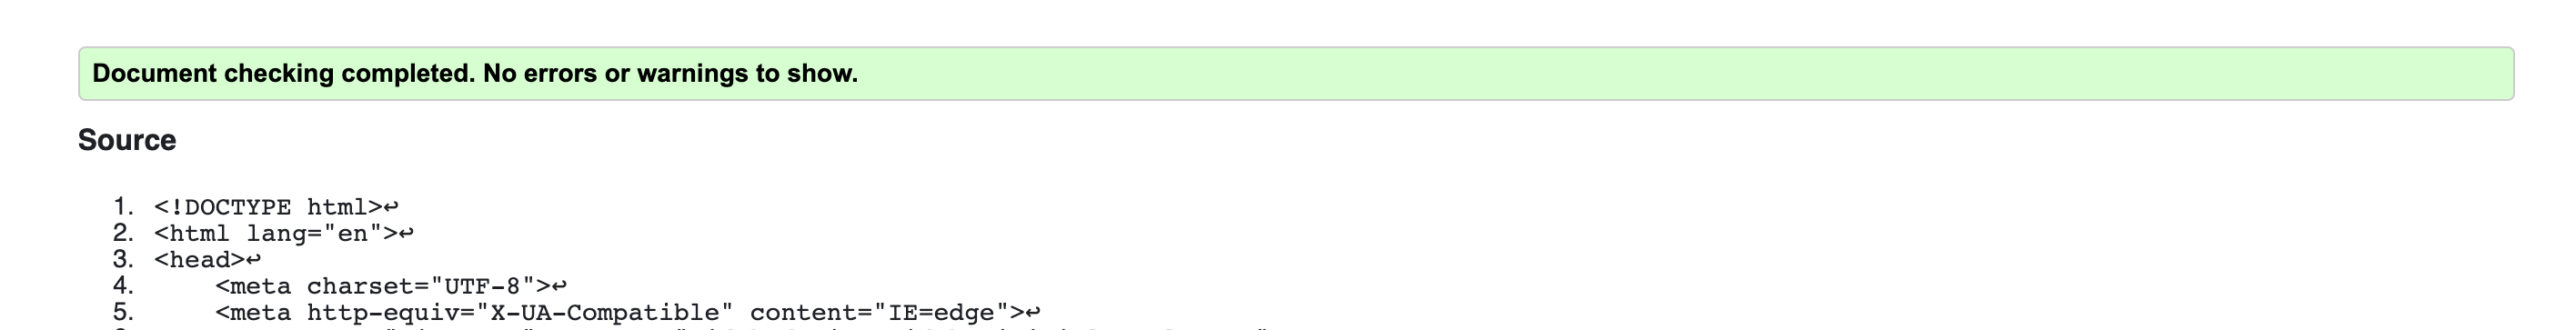 Document checking completed. No errors or warnings to show.
Source
1. <!DOCTYPE html>↩
2. <html lang="en">↩
3. <head>↩
4. <meta charset="UTF-8">↩
5. <meta http-equiv="X-UA-Compatible" content="IE=edge">↩